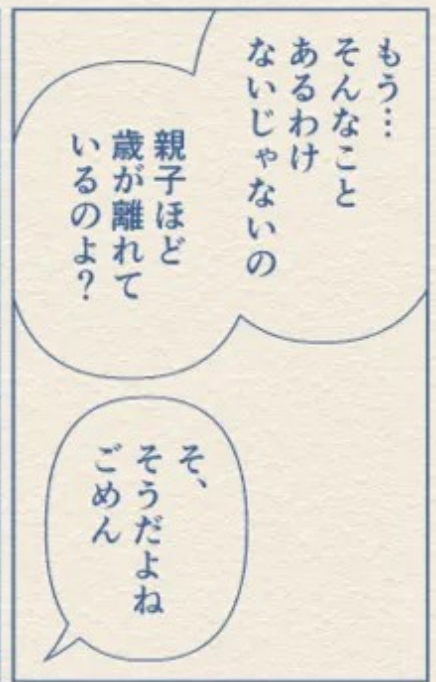 もう…
そんなこと
あるわけ
ないじゃないの
親子ほど
歳が離れて
いるのよ？
そ、
そうだよね
ごめん